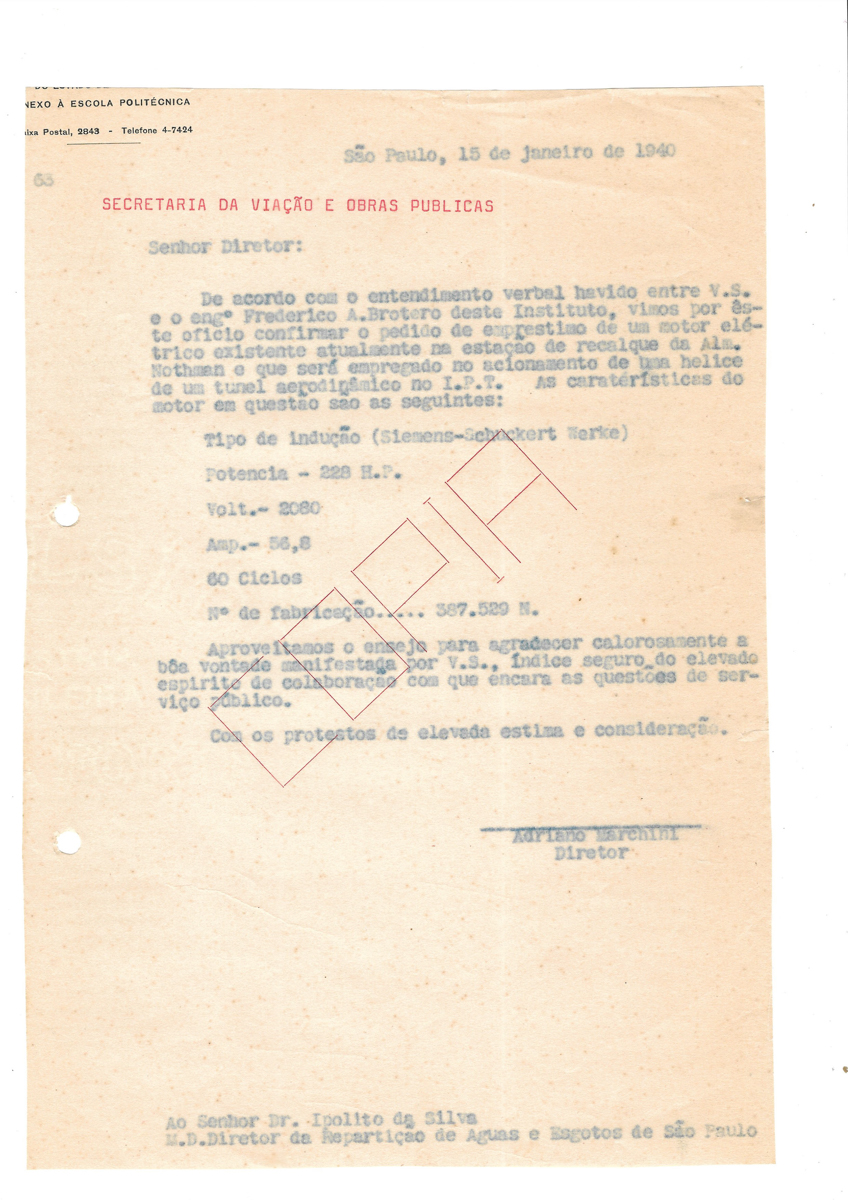 DO ESTADO DE
NEXO À ESCOLA POLITÉCNICA
aixa Postal, 2843 - Telefone 4-7424
São Paulo, 15 de janeiro de 1940
63
SECRETARIA DA VIAÇÃO E OBRAS PUBLICAS
Senhor Diretor:
De acordo com o entendimento verbal havido entre V.S.
e o engº Frederico A.Brotero deste Instituto, vimos por ês-
te oficio confirmar o pedido de emprestimo de um motor elé-
trico existente atualmente na estação de recalque da Alm.
Nothman e que será empregado no acionamento de uma helice
de um tunel aerodinâmico no I.P.T. As caraterísticas do
motor em questão são as seguintes:
Tipo de indução (Siemens-Schuckert Werke)
Potencia - 228 H.P.
Volt.- 2080
Amp.- 56,8
60 Ciclos
Nº de fabricação..... 387.529 N.
Aproveitamos o ensejo para agradecer calorosamente a
bôa vontade manifestada por V.S., índice seguro do elevado
espirito de colaboração com que encara as questões de ser-
viço público.
Com os protestos de elevada estima e consideração.
COPIA
Adriano Marchini
Diretor
Ao Senhor Dr. Ipolito da Silva
M.D.Diretor da Repartição de Aguas e Esgotos de São Paulo